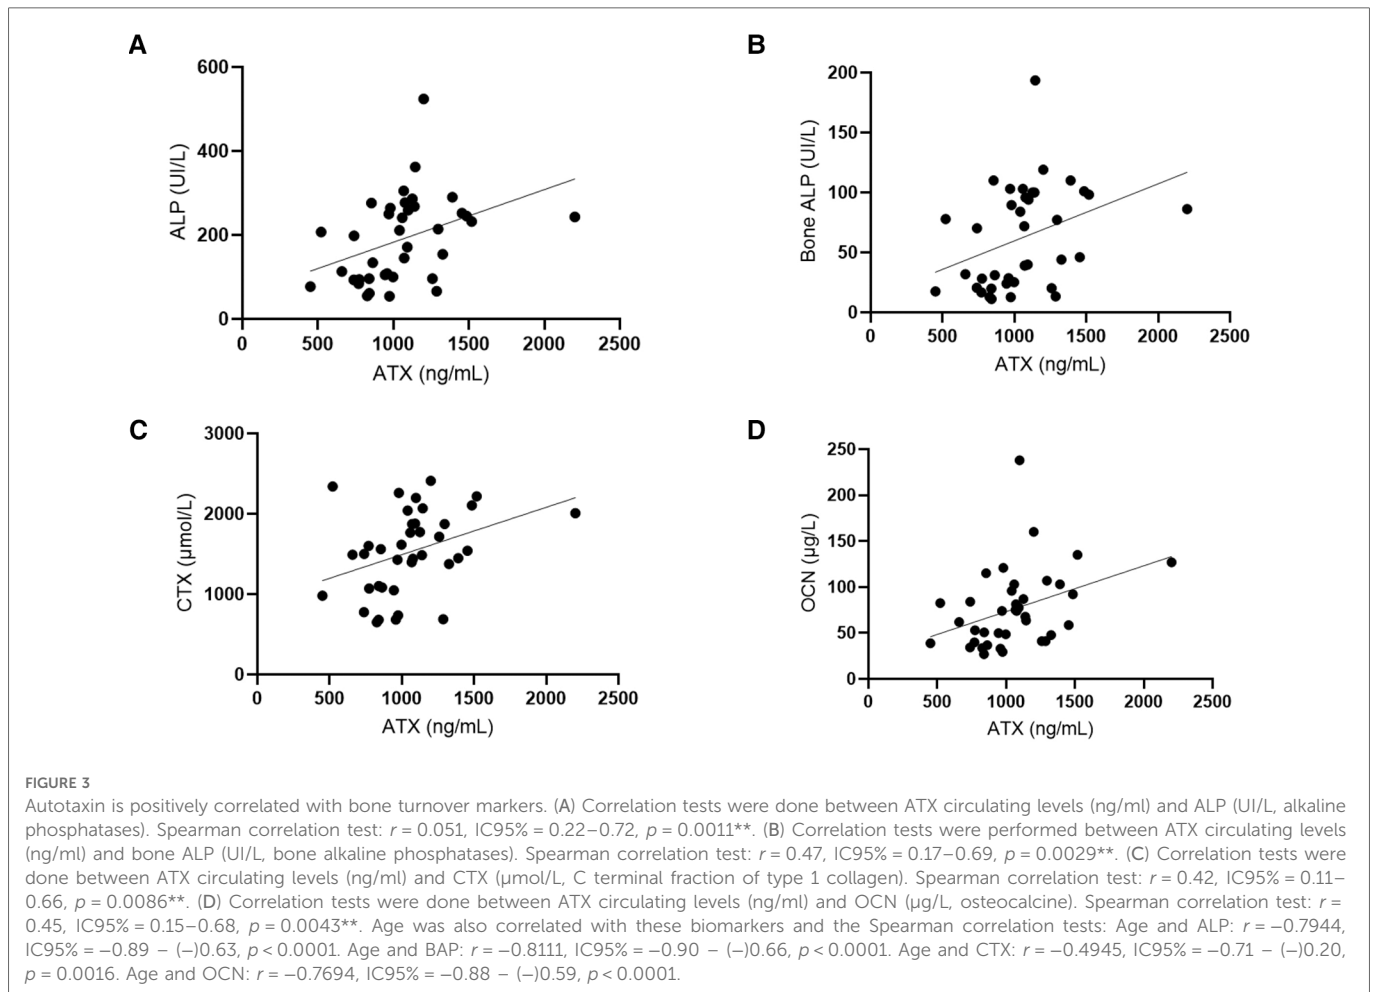 A
600
400
200
0
ALP (UI/L)
0 500 1000 1500 2000 2500
ATX (ng/mL)
B
200
150
100
50
0
Bone ALP (UI/L)
0 500 1000 1500 2000 2500
ATX (ng/mL)
C
3000
2000
1000
0
CTX (µmol/L)
0 500 1000 1500 2000 2500
ATX (ng/mL)
D
250
200
150
100
50
0
OCN (µg/L)
0 500 1000 1500 2000 2500
ATX (ng/mL)
FIGURE 3
Autotaxin is positively correlated with bone turnover markers. (A) Correlation tests were done between ATX circulating levels (ng/ml) and ALP (UI/L, alkaline
phosphatases). Spearman correlation test: r = 0.051, IC95% = 0.22–0.72, p = 0.0011**. (B) Correlation tests were performed between ATX circulating levels
(ng/ml) and bone ALP (UI/L, bone alkaline phosphatases). Spearman correlation test: r = 0.47, IC95% = 0.17–0.69, p = 0.0029**. (C) Correlation tests were
done between ATX circulating levels (ng/ml) and CTX (µmol/L, C terminal fraction of type 1 collagen). Spearman correlation test: r = 0.42, IC95% = 0.11–
0.66, p = 0.0086**. (D) Correlation tests were done between ATX circulating levels (ng/ml) and OCN (µg/L, osteocalcine). Spearman correlation test: r =
0.45, IC95% = 0.15–0.68, p = 0.0043**. Age was also correlated with these biomarkers and the Spearman correlation tests: Age and ALP: r = −0.7944,
IC95% = −0.89 – (−)0.63, p < 0.0001. Age and BAP: r = −0.8111, IC95% = −0.90 – (−)0.66, p < 0.0001. Age and CTX: r = −0.4945, IC95% = −0.71 – (−)0.20,
p = 0.0016. Age and OCN: r = −0.7694, IC95% = −0.88 – (−)0.59, p < 0.0001.